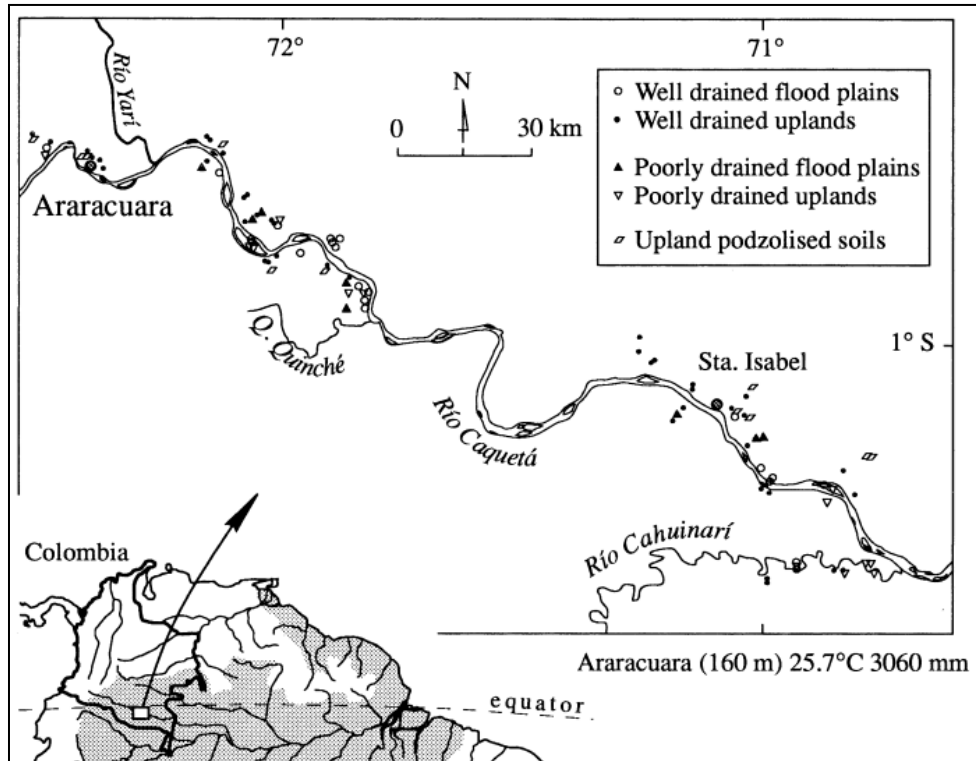 72°
71°
Río Yarí
N
0 30 km
Well drained flood plains
Well drained uplands
Poorly drained flood plains
Poorly drained uplands
Upland podzolised soils
Araracuara
Q. Quinché
1° S
Sta. Isabel
Río Caquetá
Río Cahuinarí
Colombia
Araracuara (160 m) 25.7°C 3060 mm
equator